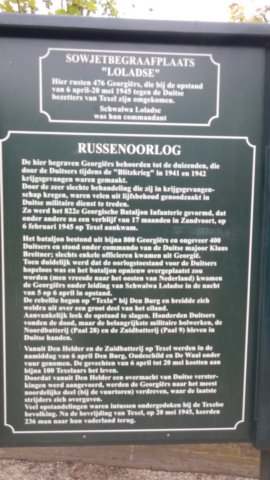 SOWJETBEGRAAFPLAATS
"LOLADSE"
Hier rusten 476 Georgiërs, die bij de opstand
van 6 april-20 mei 1945 tegen de Duitse
bezetters van Texel zijn omgekomen.
Schwalwa Loladse
was hun commandant
RUSSENOORLOG
De hier begraven Georgiërs behoorden tot de duizenden, die
door de Duitsers tijdens de "Blitzkrieg" in 1941 en 1942
krijgsgevangen waren gemaakt.
Door de zeer slechte behandeling die zij in krijgsgevangen-
schap kregen, waren velen uit lijfsbehoud genoodzaakt in
Duitse militaire dienst te treden.
Zo werd het 822e Georgische Bataljon Infanterie gevormd, dat
onder andere na een verblijf van 17 maanden in Zandvoort, op
6 februari 1945 op Texel aankwam.
Het bataljon bestond uit bijna 800 Georgiërs en ongeveer 400
Duitsers en stond onder commando van de Duitse majoor Klaus
Breitner; slechts enkele officieren kwamen uit Georgië.
Toen duidelijk werd dat de oorlogstoestand voor de Duitsers
hopeloos was en het bataljon opnieuw overgeplaatst zou
worden (men vreesde naar het oosten van Nederland) kwamen
de Georgiërs onder leiding van Schwalwa Loladse in de nacht
van 5 op 6 april in opstand.
De rebellie begon op "Texla" bij Den Burg en breidde zich
weldra uit over een groot deel van het eiland.
Aanvankelijk leek de opstand te slagen. Honderden Duitsers
vonden de dood, maar de belangrijkste militaire bolwerken, de
Noordbatterij (Paal 28) en de Zuidbatterij (Paal 9) bleven in
Duitse handen.
Vanuit Den Helder en de Zuidbatterij op Texel werden in de
namiddag van 6 april Den Burg, Oudeschild en De Waal onder
vuur genomen. De gevechten van 6 april tot 20 mei kostten aan
bijna 100 Texelaars het leven.
Doordat vanuit Den Helder een overmacht van Duitse verster-
kingen werd aangevoerd, werden de Georgiërs naar het meest
noordelijke deel (bij de vuurtoren) verdreven, waar de laatste
strijders zich overgaven.
Veel opstandelingen waren intussen ondergedoken bij de Texelse
bevolking. Na de bevrijding van Texel, op 20 mei 1945, keerden
236 man naar hun vaderland terug.